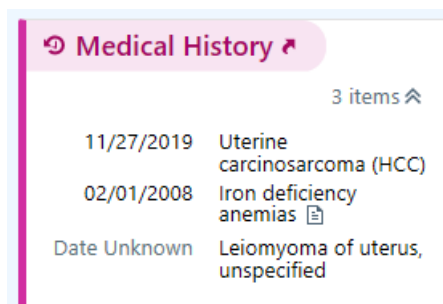 Medical History
3 items
11/27/2019 Uterine
carcinosarcoma (HCC)
02/01/2008 Iron deficiency
anemias
Date Unknown Leiomyoma of uterus,
unspecified